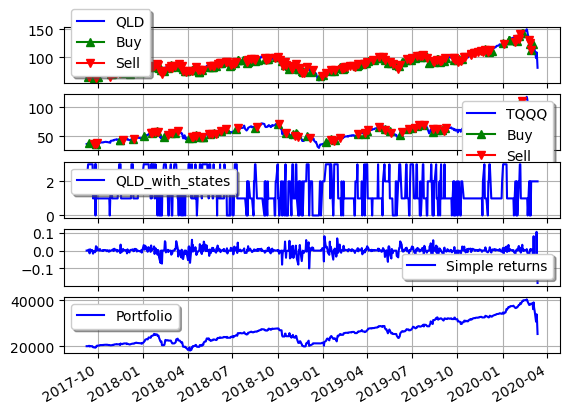 150
100
QLD
Buy
Sell
100
50
TQQQ
Buy
Sell
2
0
QLD_with_states
0.1
0.0
−0.1
Simple returns
40000
20000
Portfolio
2017-10
2018-01
2018-04
2018-07
2018-10
2019-01
2019-04
2019-07
2019-10
2020-01
2020-04